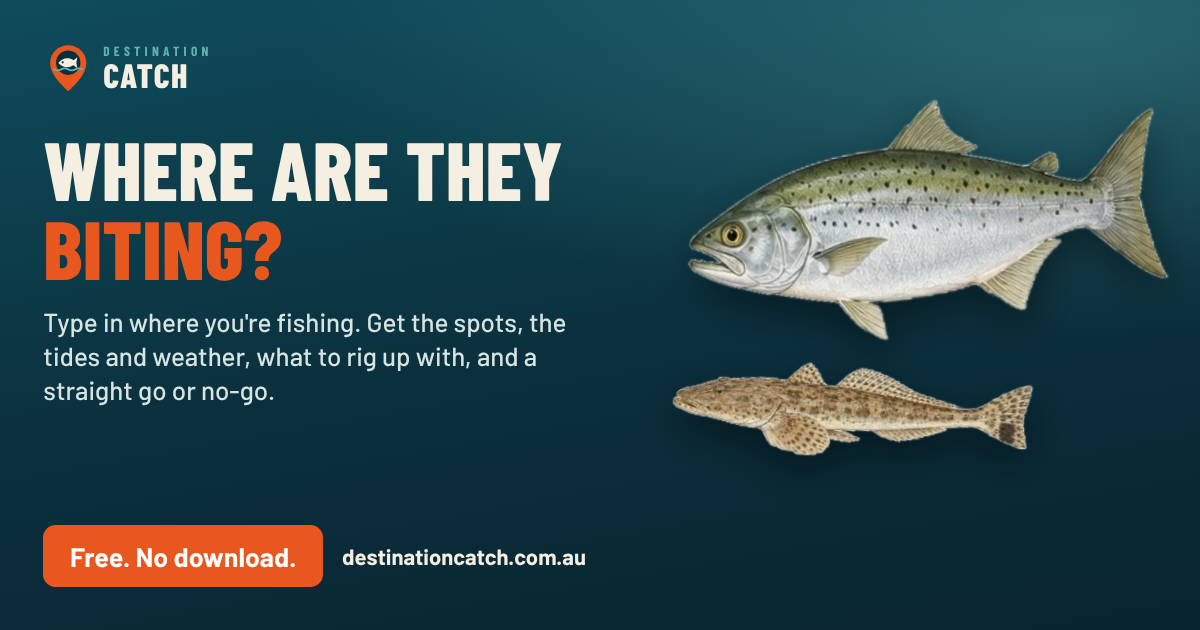 DESTINATION
CATCH
WHERE ARE THEY
BITING?
Type in where you're fishing. Get the spots, the
tides and weather, what to rig up with, and a
straight go or no-go.
Free. No download.
destinationcatch.com.au